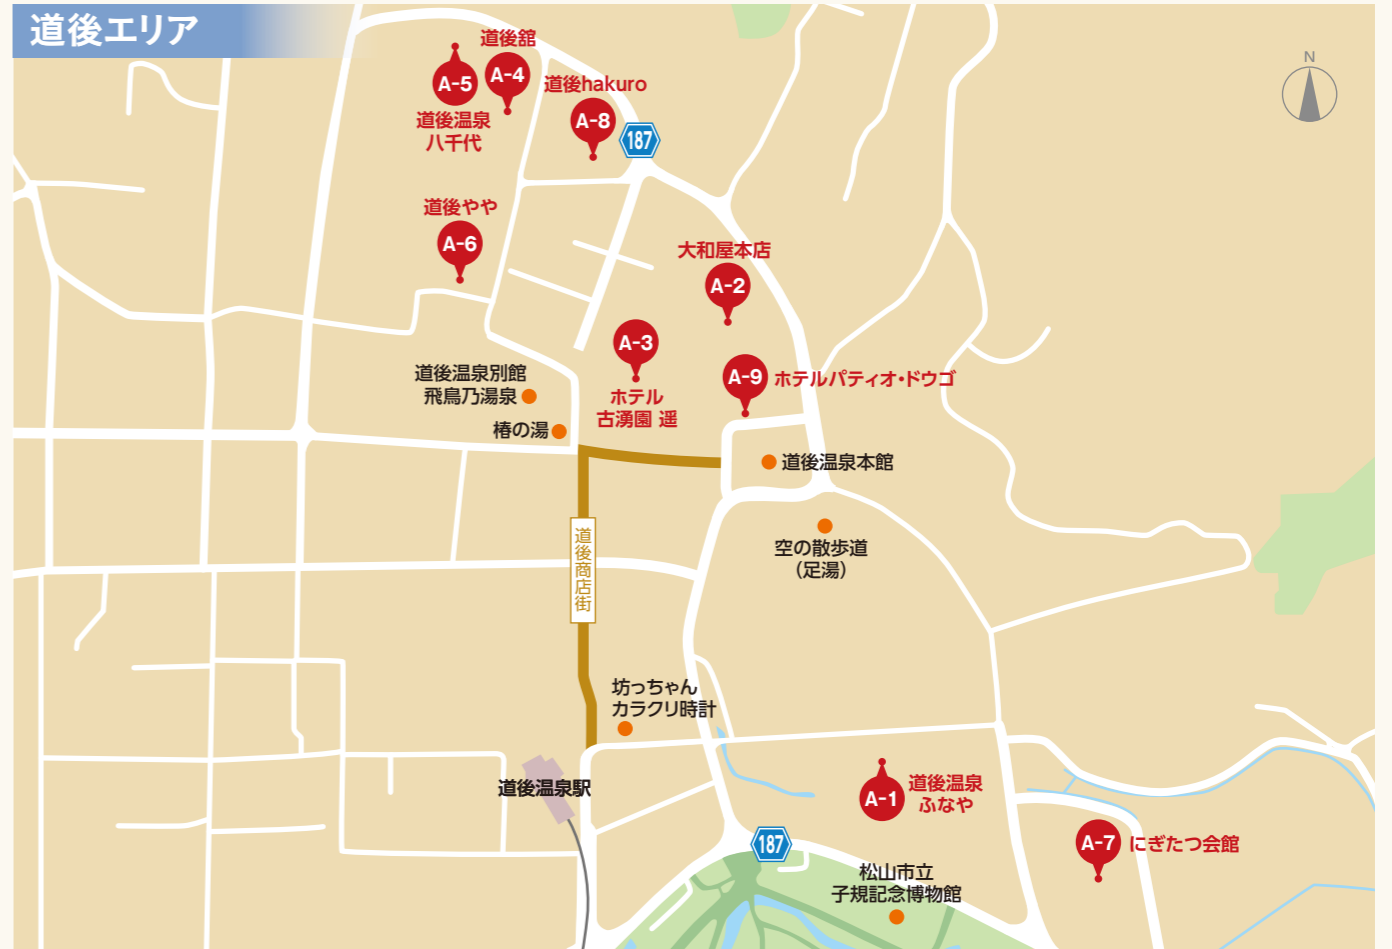 道後エリア
N
道後舘
A-5
A-4
道後hakuro
道後温泉
八千代
A-8
187
道後やや
A-6
大和屋本店
A-2
A-3
ホテル
古湧園 遥
A-9
ホテルパティオ・ドウゴ
道後温泉別館
飛鳥乃湯泉
椿の湯
道後温泉本館
空の散歩道
（足湯）
道後商店街
坊っちゃん
カラクリ時計
道後温泉駅
A-1
道後温泉
ふなや
187
A-7
にぎたつ会館
松山市立
子規記念博物館